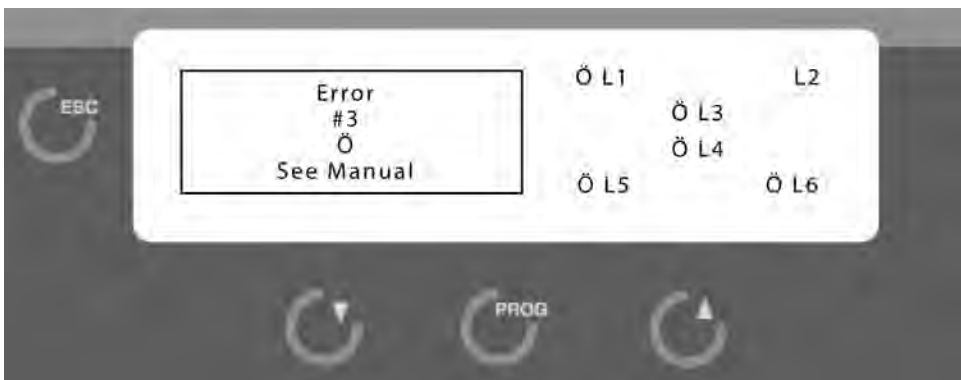 ESC
Error
#3
Ö
See Manual
Ö L1 L2
Ö L3
Ö L4
Ö L5 Ö L6
PROG